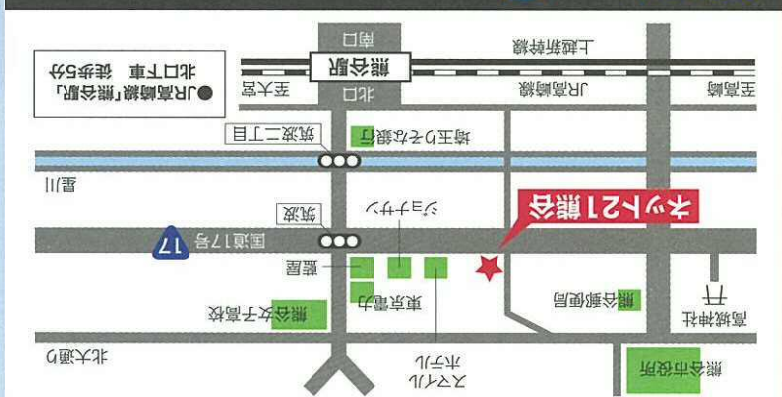 熊谷市役所
スマイル
ホテル
北大通り
高城神社
熊谷郵便局
東京電力
熊谷女子高校
藍屋
国道17号
17
ネット21熊谷
ジョナサン
筑波
星川
埼玉りそな銀行
筑波二丁目
至高崎
JR高崎線
北口
至大宮
熊谷駅
上越新幹線
南口
●JR高崎線「熊谷駅」
北口下車 徒歩5分